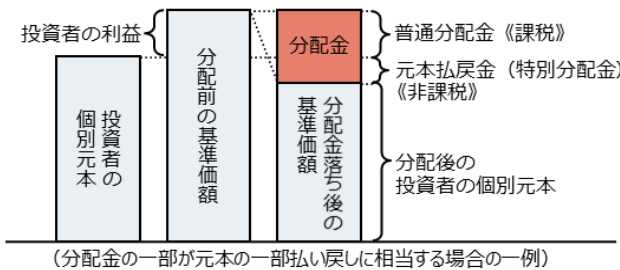 投資者の利益
投資者の
個別元本
分配前の基準価額
分配金
分配金落ち後の
基準価額
普通分配金《課税》
元本払戻金（特別分配金）
《非課税》
分配後の
投資者の個別元本
（分配金の一部が元本の一部払い戻しに相当する場合の一例）